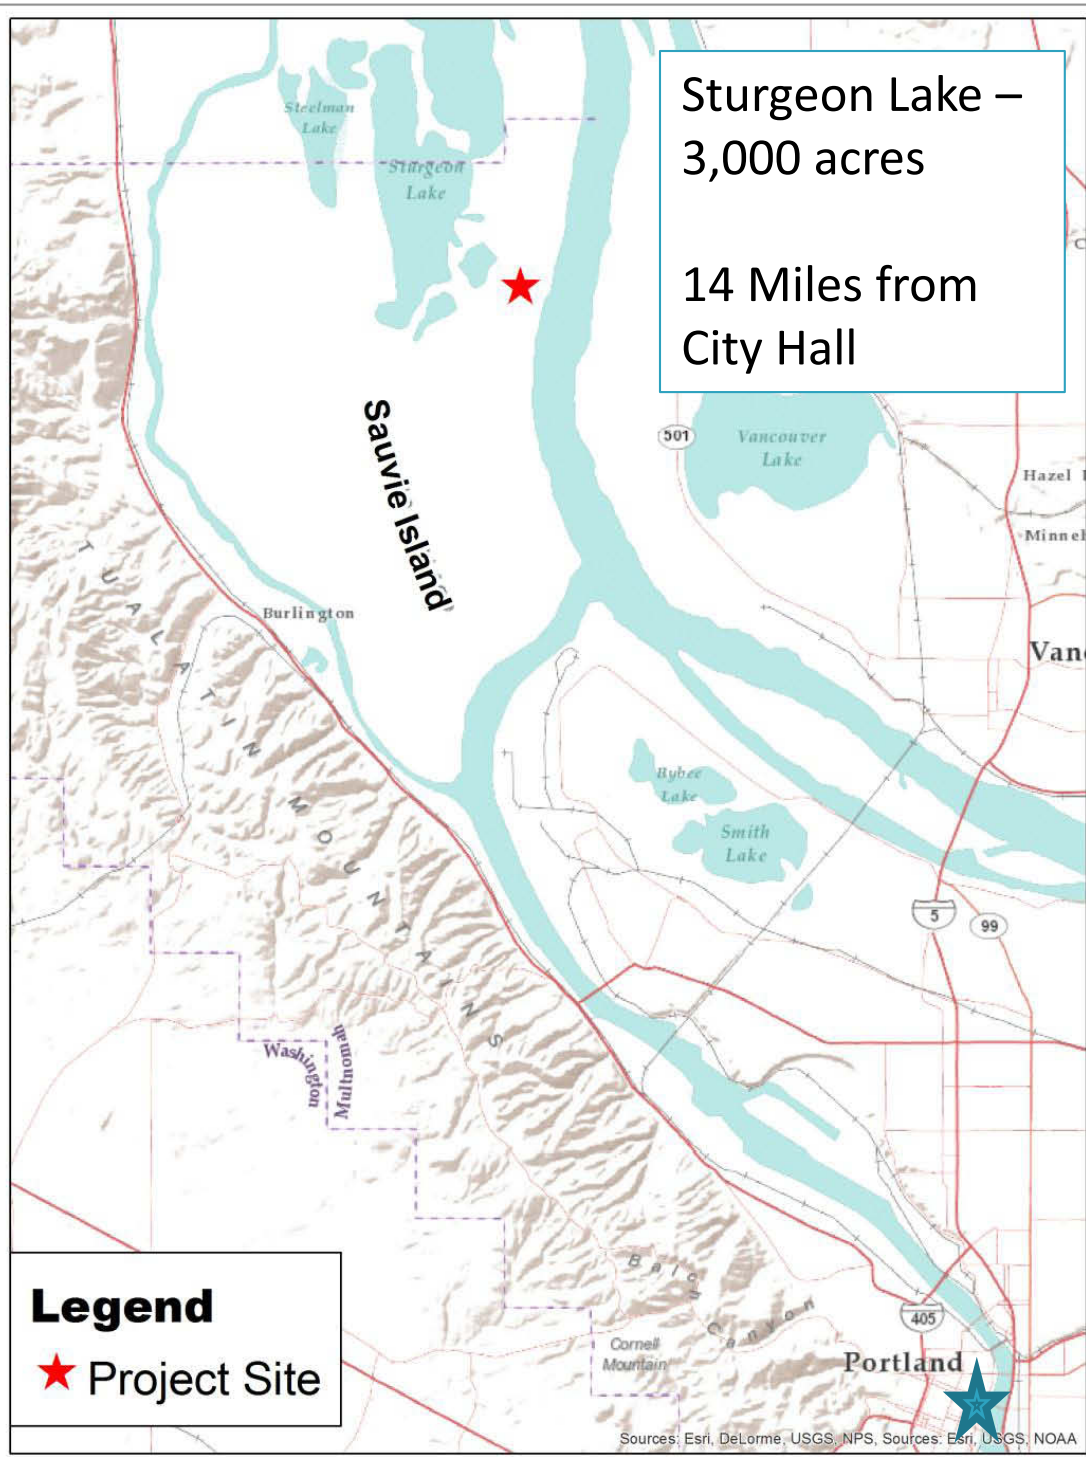 Sturgeon Lake –
3,000 acres
14 Miles from
City Hall
Steelman
Lake
Sturgeon
Lake
501
Vancouver
Lake
Hazel
Minneh
Sauvie Island
Burlington
Vanc
TUALATIN MOUNTAINS
Bybee
Lake
Smith
Lake
5
99
Washington
Multnomah
Balch Canyon
405
Cornell
Mountain
Portland
Legend
Project Site
Sources: Esri, DeLorme, USGS, NPS, Sources: Esri, USGS, NOAA